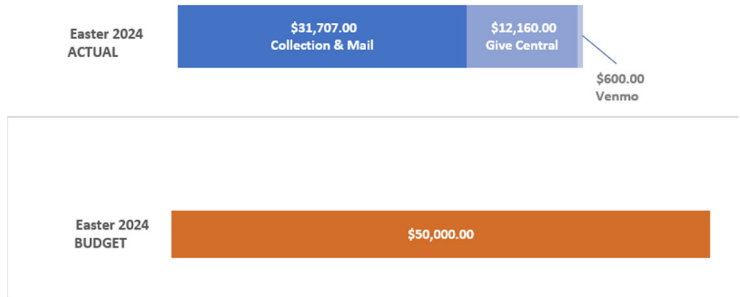 Easter 2024
ACTUAL
$31,707.00
Collection & Mail
$12,160.00
Give Central
$600.00
Venmo
Easter 2024
BUDGET
$50,000.00